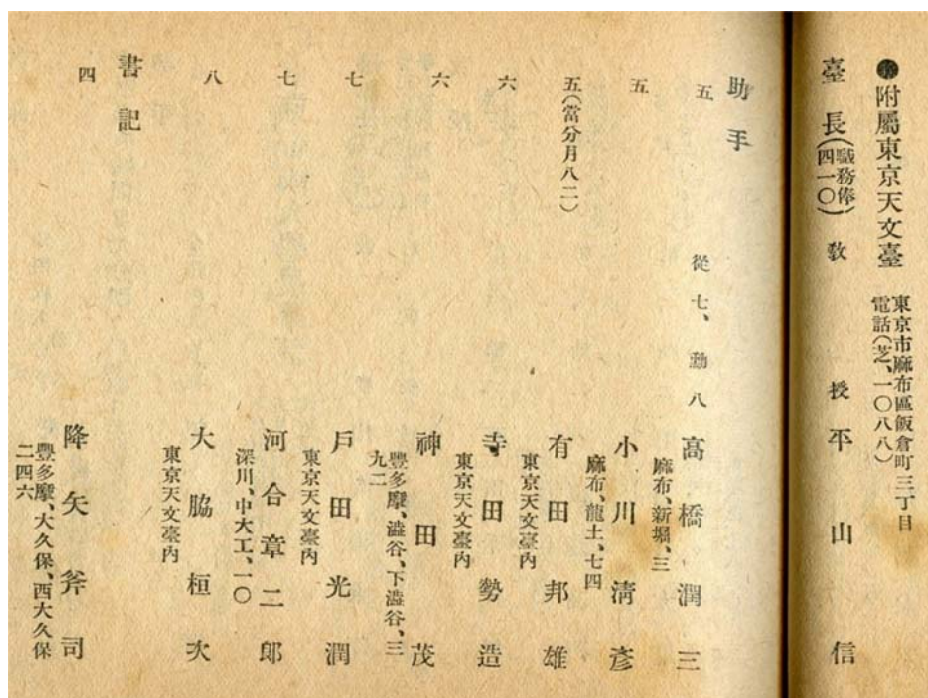 ●附屬東京天文臺
東京市麻布區飯倉町三丁目
電話(芝、一〇八八)
臺長(職務俸四一〇) 教授 平山信
助手
五 從七、勳八 高橋潤三
麻布、新堀、三
五 小川淸彥
麻布、龍土、七四
五(當分月八二) 有田邦雄
東京天文臺內
六 寺田勢造
東京天文臺內
六 神田茂
豐多摩、澁谷、下澁谷、三
九二
七 戶田光潤
東京天文臺內
七 河合章二郞
深川、中大工、一〇
八 大脇桓次
東京天文臺內
書記
四 降矢斧司
豐多摩、大久保、西大久保
二四六